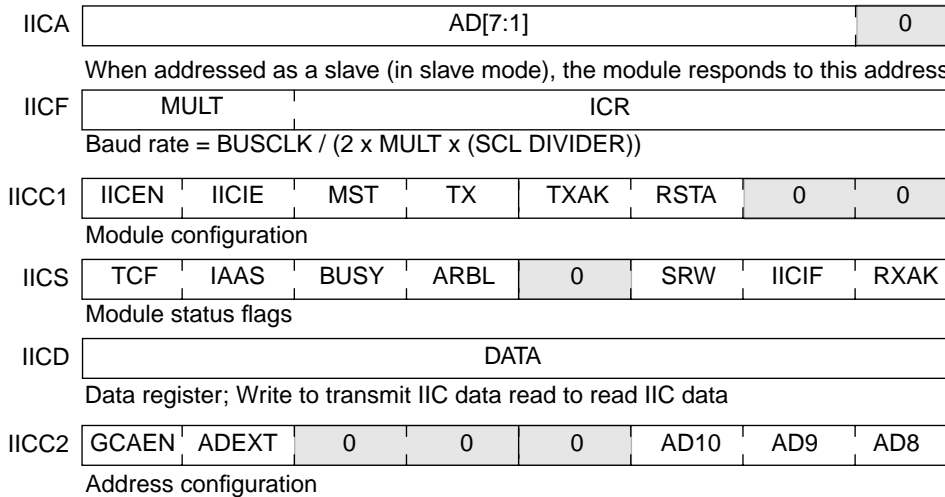 IICA AD[7:1] 0
When addressed as a slave (in slave mode), the module responds to this address
IICF MULT ICR
Baud rate = BUSCLK / (2 x MULT x (SCL DIVIDER))
IICC1 IICEN IICIE MST TX TXAK RSTA 0 0
Module configuration
IICS TCF IAAS BUSY ARBL 0 SRW IICIF RXAK
Module status flags
IICD DATA
Data register; Write to transmit IIC data read to read IIC data
IICC2 GCAEN ADEXT 0 0 0 AD10 AD9 AD8
Address configuration